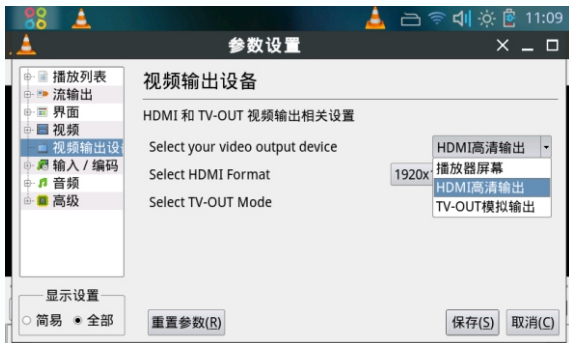 11:09
参数设置
播放列表
流输出
界面
视频
视频输出设
输入 / 编码
音频
高级
显示设置
简易 全部
视频输出设备
HDMI 和 TV-OUT 视频输出相关设置
Select your video output device HDMI高清输出
Select HDMI Format 1920x
Select TV-OUT Mode
播放器屏幕
HDMI高清输出
TV-OUT模拟输出
重置参数(R) 保存(S) 取消(C)